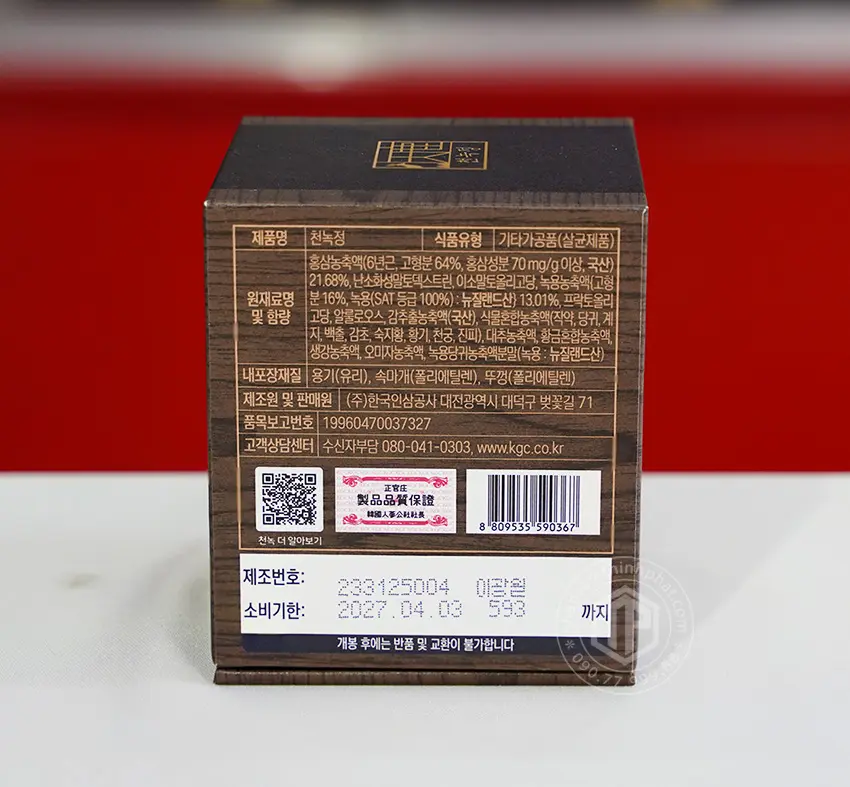 천녹정
제품명 천녹정 식품유형 기타가공품(살균제품)
원재료명 및 함량
홍삼농축액(6년근, 고형분 64%, 홍삼성분 70 mg/g 이상, 국산)
21.68%, 난소화성말토덱스트린, 이소말토올리고당, 녹용농축액(고형
분 16%, 녹용(SAT 등급 100%) : 뉴질랜드산) 13.01%, 프락토올리
고당, 알룰로오스, 감초추출농축액(국산), 식물혼합농축액(작약, 당귀, 계
지, 백출, 감초, 숙지황, 황기, 천궁, 진피), 대추농축액, 황금혼합농축액,
생강농축액, 오미자농축액, 녹용당귀농축액분말(녹용 : 뉴질랜드산)
내포장재질 용기(유리), 속마개(폴리에틸렌), 뚜껑(폴리에틸렌)
제조원 및 판매원 (주)한국인삼공사 대전광역시 대덕구 벚꽃길 71
품목보고번호 19960470037327
고객상담센터 수신자부담 080-041-0303, www.kgc.co.kr
천녹 더 알아보기
正官庄
製品品質保證
韓國人蔘公社社長
8 809535 590367
제조번호: 233125004 이광월
소비기한: 2027.04.03 593 까지
개봉 후에는 반품 및 교환이 불가합니다